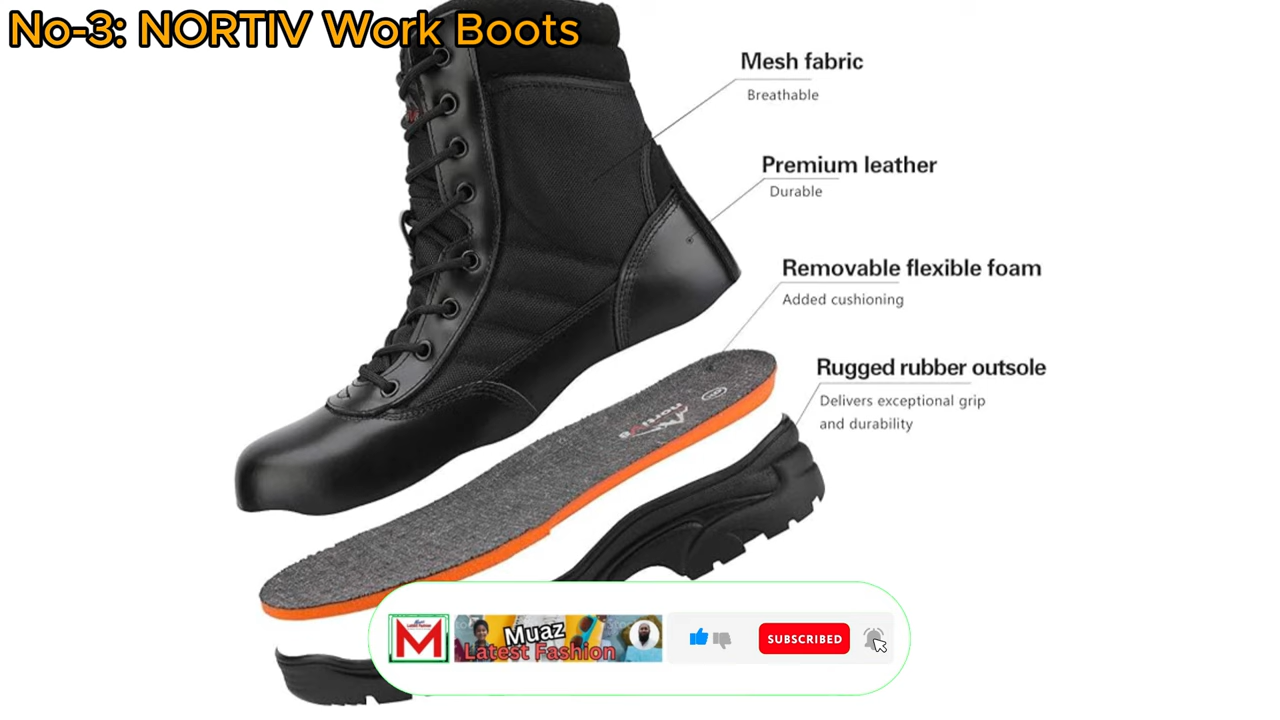 No-3: NORTIV Work Boots
Mesh fabric
Breathable
Premium leather
Durable
Removable flexible foam
Added cushioning
Rugged rubber outsole
Delivers exceptional grip
and durability
nortiv8
M
Muaz
Latest Fashion
SUBSCRIBED